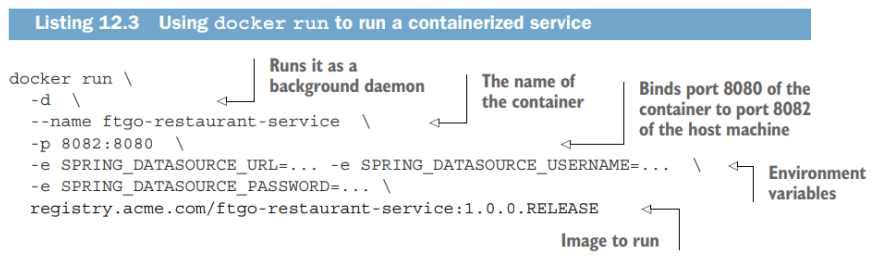 Listing 12.3 Using docker run to run a containerized service
Runs it as a
background daemon
The name of
the container
Binds port 8080 of the
container to port 8082
of the host machine
docker run \
-d \
--name ftgo-restaurant-service \
-p 8082:8080 \
-e SPRING_DATASOURCE_URL=... -e SPRING_DATASOURCE_USERNAME=... \
-e SPRING_DATASOURCE_PASSWORD=... \
registry.acme.com/ftgo-restaurant-service:1.0.0.RELEASE
Environment
variables
Image to run